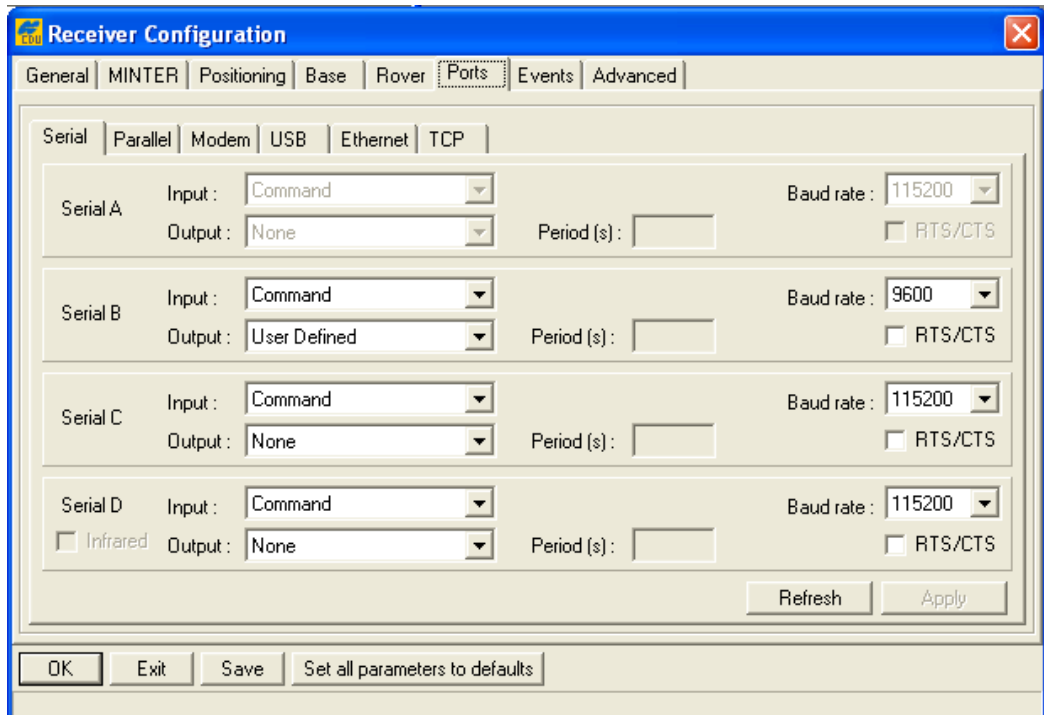 CDU Receiver Configuration
General MINTER Positioning Base Rover Ports Events Advanced
Serial Parallel Modem USB Ethernet TCP
Serial A
Input : Command
Baud rate : 115200
Output : None
Period (s) :
RTS/CTS
Serial B
Input : Command
Baud rate : 9600
Output : User Defined
Period (s) :
RTS/CTS
Serial C
Input : Command
Baud rate : 115200
Output : None
Period (s) :
RTS/CTS
Serial D
Input : Command
Baud rate : 115200
Infrared
Output : None
Period (s) :
RTS/CTS
Refresh Apply
OK Exit Save Set all parameters to defaults